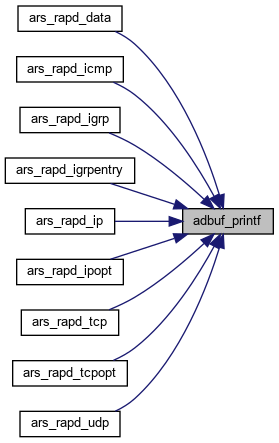 ars_rapd_data
ars_rapd_icmp
ars_rapd_igrp
ars_rapd_igrpentry
adbuf_printf
ars_rapd_ip
ars_rapd_ipopt
ars_rapd_tcp
ars_rapd_tcpopt
ars_rapd_udp